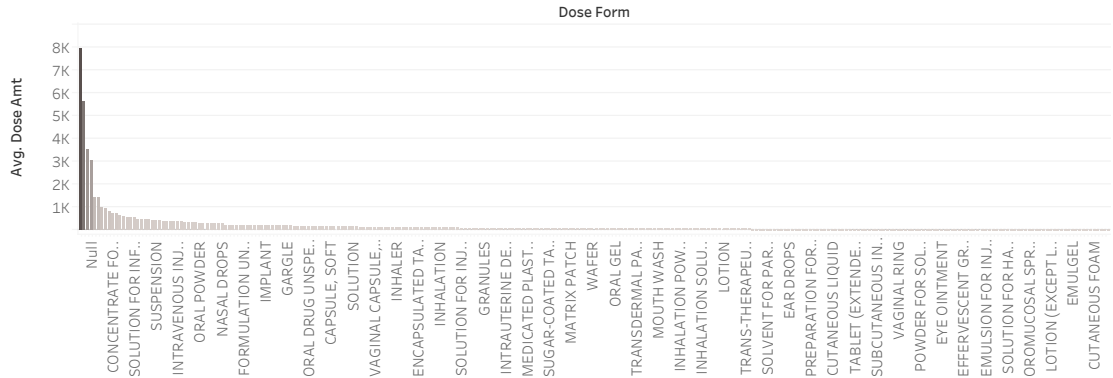 Dose Form
Avg. Dose Amt
8K
7K
6K
5K
4K
3K
2K
1K
Null
CONCENTRATE FO..
SOLUTION FOR INF..
SUSPENSION
INTRAVENOUS INJ..
ORAL POWDER
NASAL DROPS
FORMULATION UN..
IMPLANT
GARGLE
ORAL DRUG UNSPE..
CAPSULE, SOFT
SOLUTION
VAGINAL CAPSULE,..
INHALER
ENCAPSULATED TA..
INHALATION
SOLUTION FOR INJ..
GRANULES
INTRAUTERINE DE..
MEDICATED PLAST..
SUGAR-COATED TA..
MATRIX PATCH
WAFER
ORAL GEL
TRANSDERMAL PA..
MOUTH WASH
INHALATION POW..
INHALATION SOLU..
LOTION
TRANS-THERAPEU..
SOLVENT FOR PAR..
EAR DROPS
PREPARATION FOR..
CUTANEOUS LIQUID
TABLET (EXTENDE..
SUBCUTANEOUS IN..
VAGINAL RING
POWDER FOR SOL..
EYE OINTMENT
EFFERVESCENT GR..
EMULSION FOR INJ..
SOLUTION FOR HA..
OROMUCOSAL SPR..
LOTION (EXCEPT L..
EMULGEL
CUTANEOUS FOAM